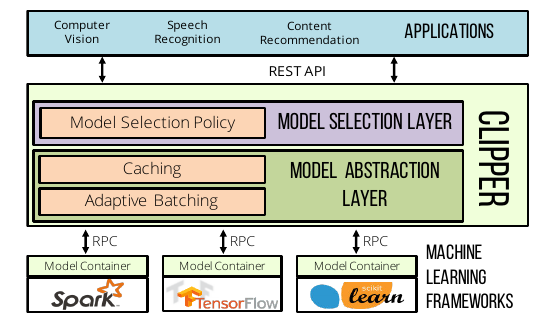 Computer
Vision
Speech
Recognition
Content
Recommendation
APPLICATIONS
REST API
Model Selection Policy
MODEL SELECTION LAYER
Caching
Adaptive Batching
MODEL ABSTRACTION
LAYER
CLIPPER
RPC
RPC
RPC
Model Container
Model Container
Model Container
Spark
TensorFlow
scikit
learn
MACHINE
LEARNING
FRAMEWORKS